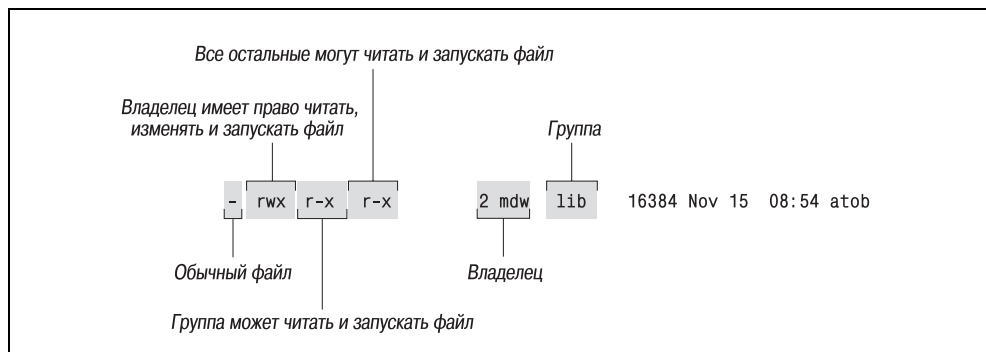 Все остальные могут читать и запускать файл
Владелец имеет право читать,
изменять и запускать файл
Группа
- rwx r-x r-x 2 mdw lib 16384 Nov 15 08:54 atob
Обычный файл
Владелец
Группа может читать и запускать файл